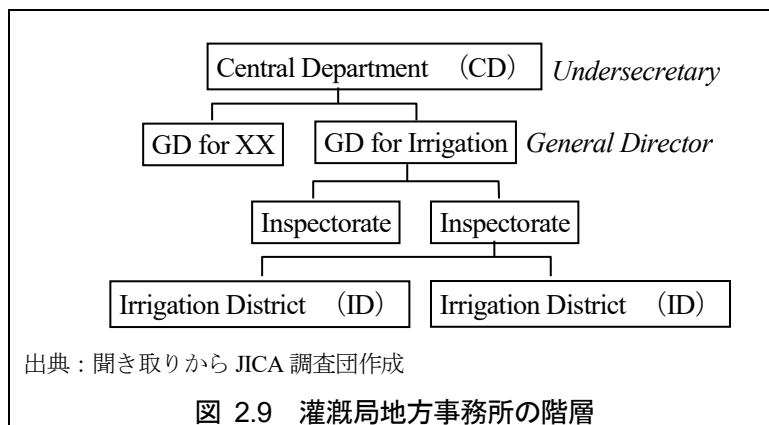 Central Department （CD） Undersecretary
GD for XX GD for Irrigation General Director
Inspectorate Inspectorate
Irrigation District （ID） Irrigation District （ID）
出典：聞き取りから JICA 調査団作成
図 2.9 灌漑局地方事務所の階層